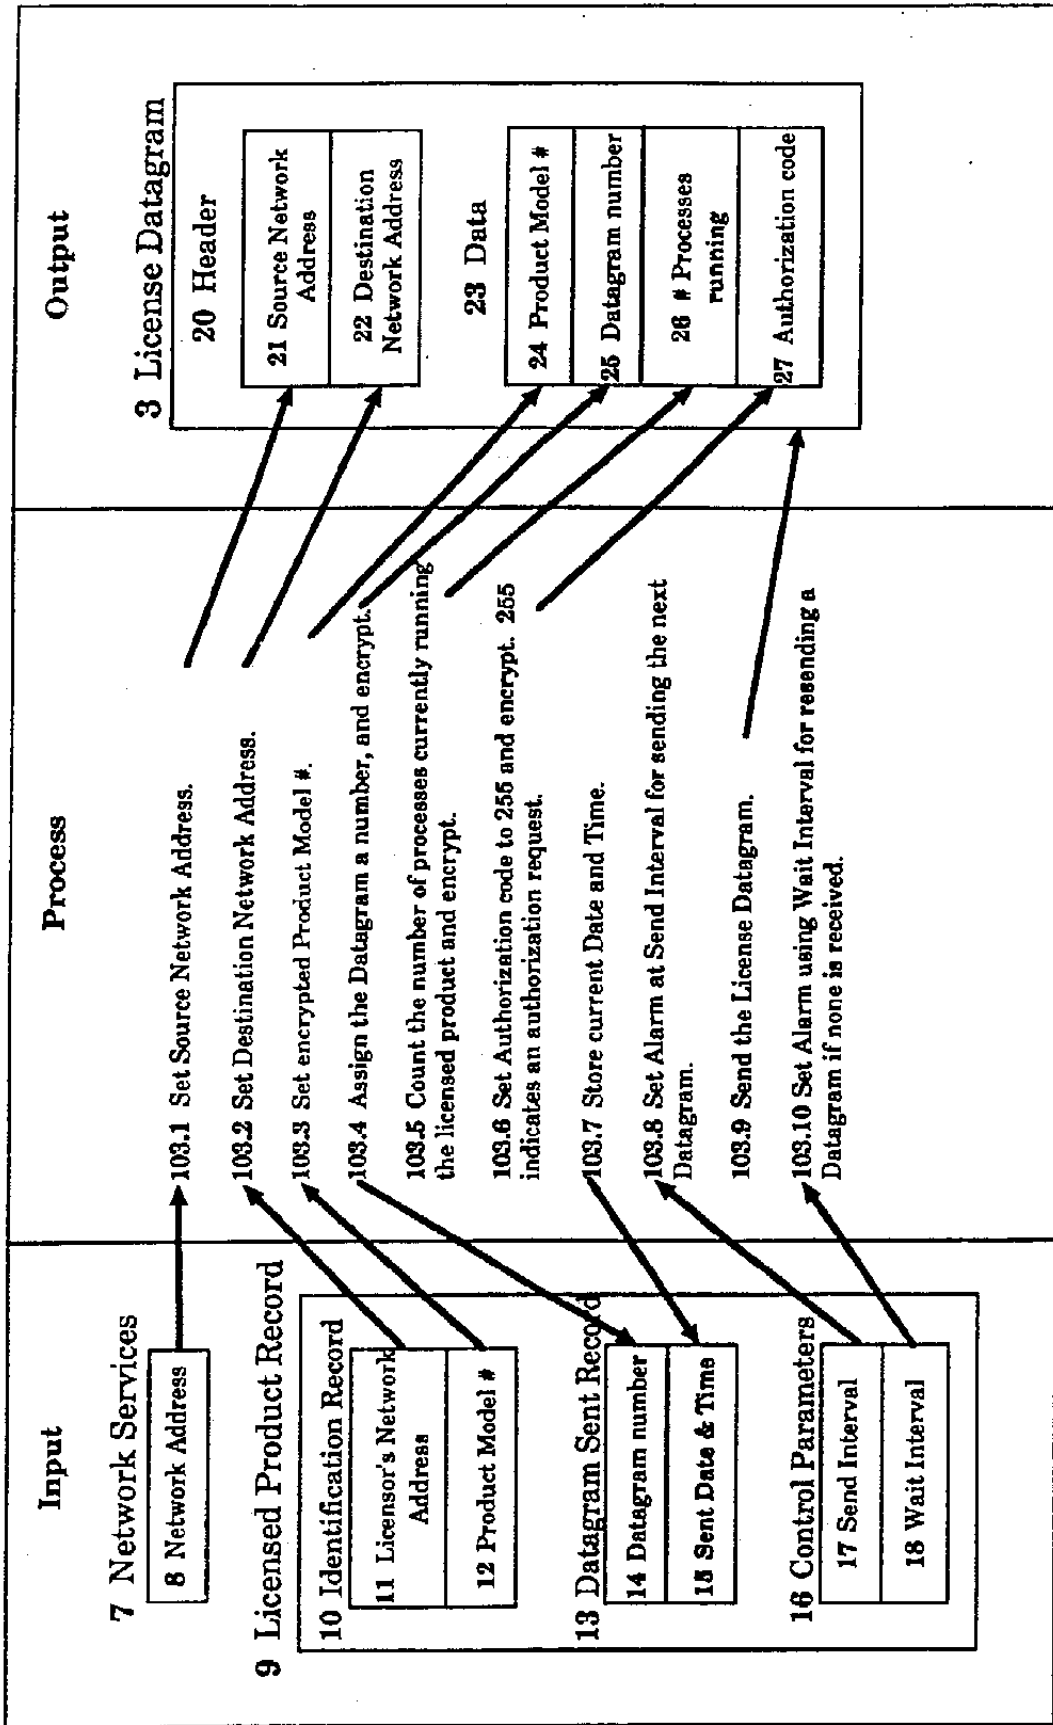 Input
7 Network Services
8 Network Address
9 Licensed Product Record
10 Identification Record
11 Licensor's Network
Address
12 Product Model #
13 Datagram Sent Record
14 Datagram number
15 Sent Date & Time
16 Control Parameters
17 Send Interval
18 Wait Interval
Process
103.1 Set Source Network Address.
103.2 Set Destination Network Address.
103.3 Set encrypted Product Model #.
103.4 Assign the Datagram a number, and encrypt.
103.5 Count the number of processes currently running
the licensed product and encrypt.
103.6 Set Authorization code to 255 and encrypt. 255
indicates an authorization request.
103.7 Store current Date and Time.
103.8 Set Alarm at Send Interval for sending the next
Datagram.
103.9 Send the License Datagram.
103.10 Set Alarm using Wait Interval for resending a
Datagram if none is received.
Output
3 License Datagram
20 Header
21 Source Network
Address
22 Destination
Network Address
23 Data
24 Product Model #
25 Datagram number
26 # Processes
running
27 Authorization code